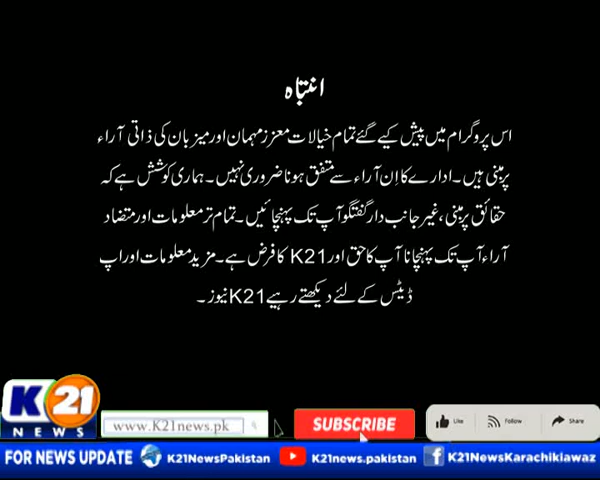 انتباہ
اس پروگرام میں پیش کیے گئے تمام خیالات معزز مہمان اور میزبان کی ذاتی آراء
پر مبنی ہیں۔ ادارے کا اِن آراء سے متفق ہونا ضروری نہیں۔ ہماری کوشش ہے کہ
حقائق پر مبنی، غیر جانب دار گفتگو آپ تک پہنچائیں۔ تمام تر معلومات اور متضاد
آراء آپ تک پہنچانا آپ کا حق اور K21 کا فرض ہے۔ مزید معلومات اور اپ
ڈیٹس کے لئے دیکھتے رہیے K21 نیوز۔
K21
NEWS
www.K21news.pk
SUBSCRIBE
Like
Follow
Share
FOR NEWS UPDATE K21NewsPakistan K21news.pakistan K21NewsKarachikiawaz